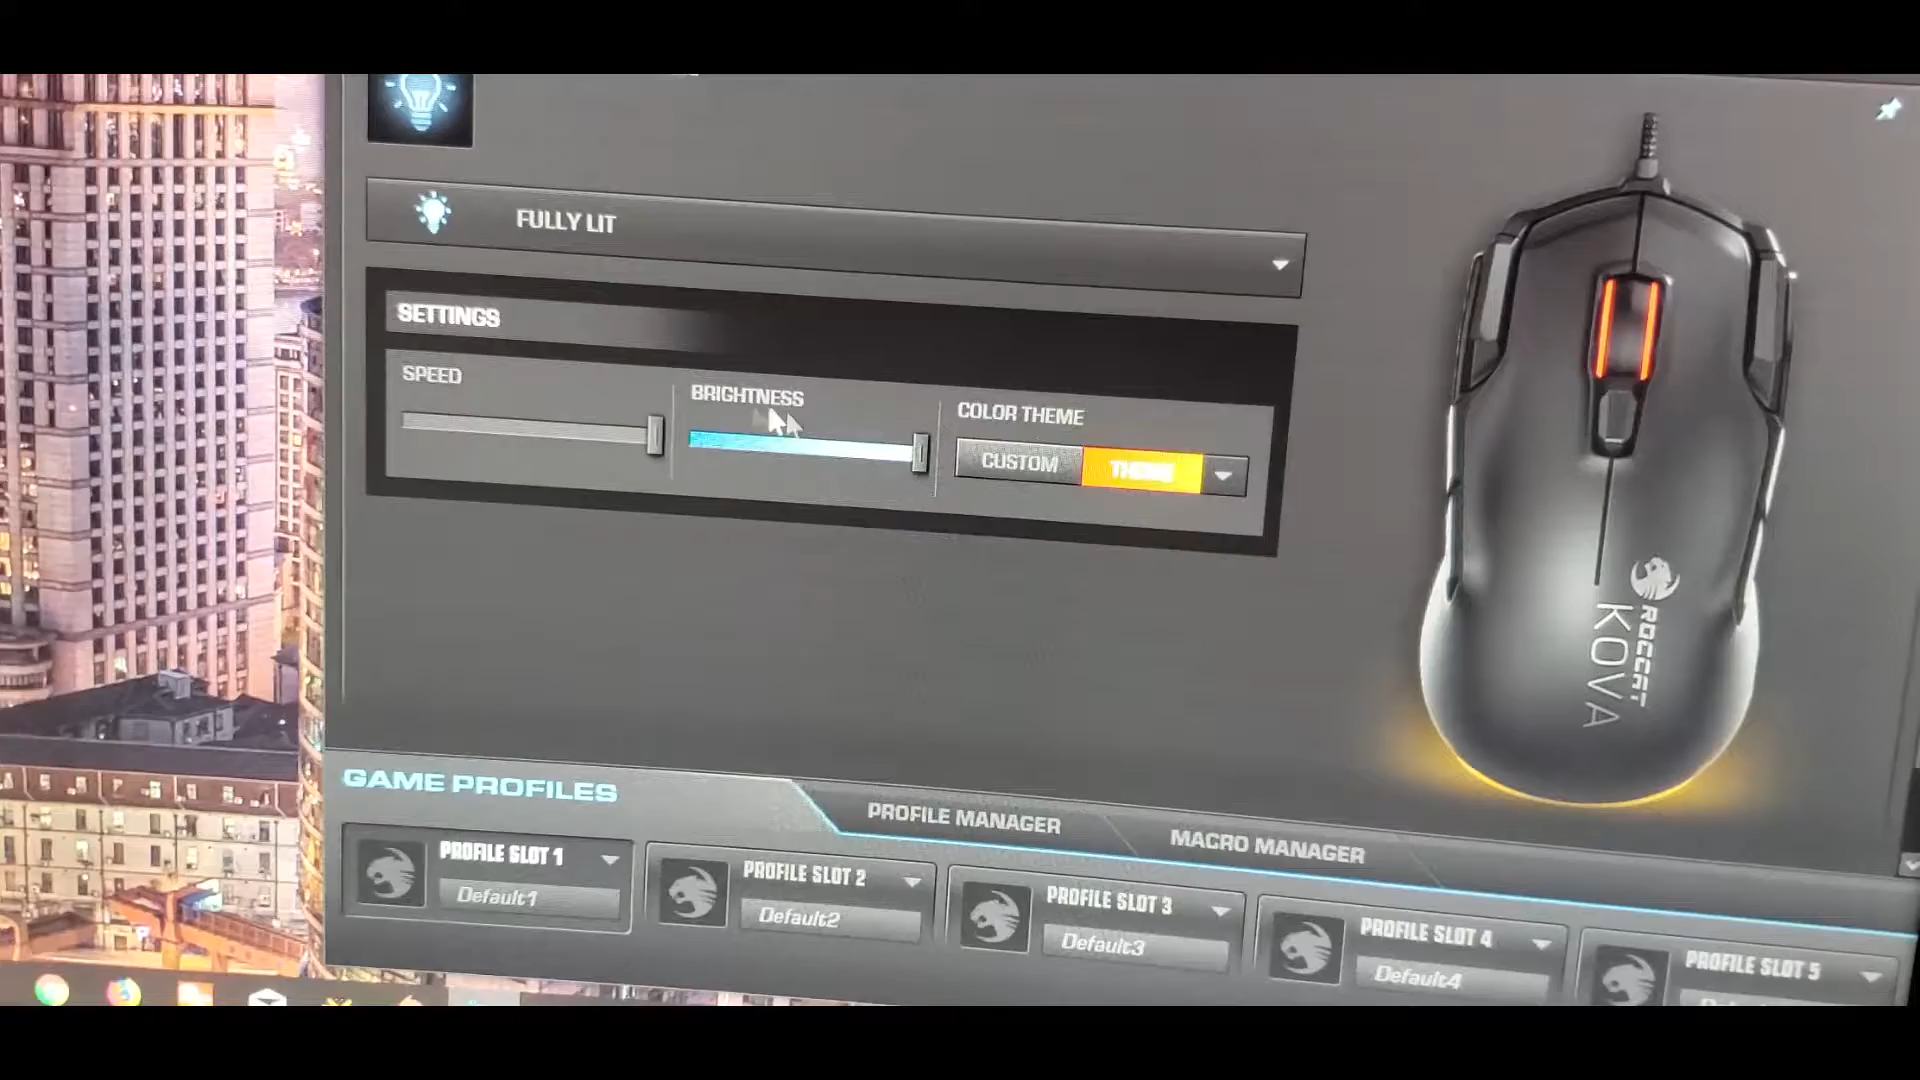 FULLY LIT
SETTINGS
SPEED
BRIGHTNESS
COLOR THEME
CUSTOM
THEME
ROCCAT
KOVA
GAME PROFILES
PROFILE MANAGER
MACRO MANAGER
PROFILE SLOT 1
Default1
PROFILE SLOT 2
Default2
PROFILE SLOT 3
Default3
PROFILE SLOT 4
Default4
PROFILE SLOT 5